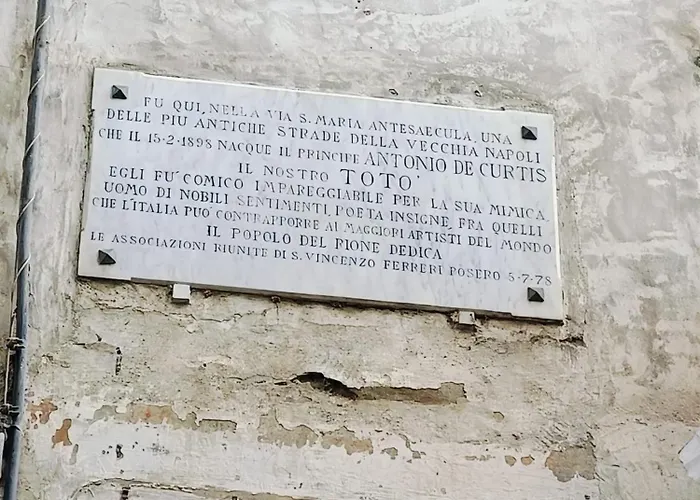 FU QUI, NELLA VIA S. MARIA ANTESAECULA, UNA
DELLE PIU ANTICHE STRADE DELLA VECCHIA NAPOLI
CHE IL 15-2-1898 NACQUE IL PRINCIPE ANTONIO DE CURTIS
IL NOSTRO TOTO'
EGLI FU' COMICO IMPAREGGIABILE PER LA SUA MIMICA.
UOMO DI NOBILI SENTIMENTI, POETA INSIGNE, FRA QUELLI
CHE L'ITALIA PUO' CONTRAPPORRE AI MAGGIORI ARTISTI DEL MONDO
IL POPOLO DEL RIONE DEDICA
LE ASSOCIAZIONI RIUNITE DI S. VINCENZO FERRERI POSERO 5-7-78